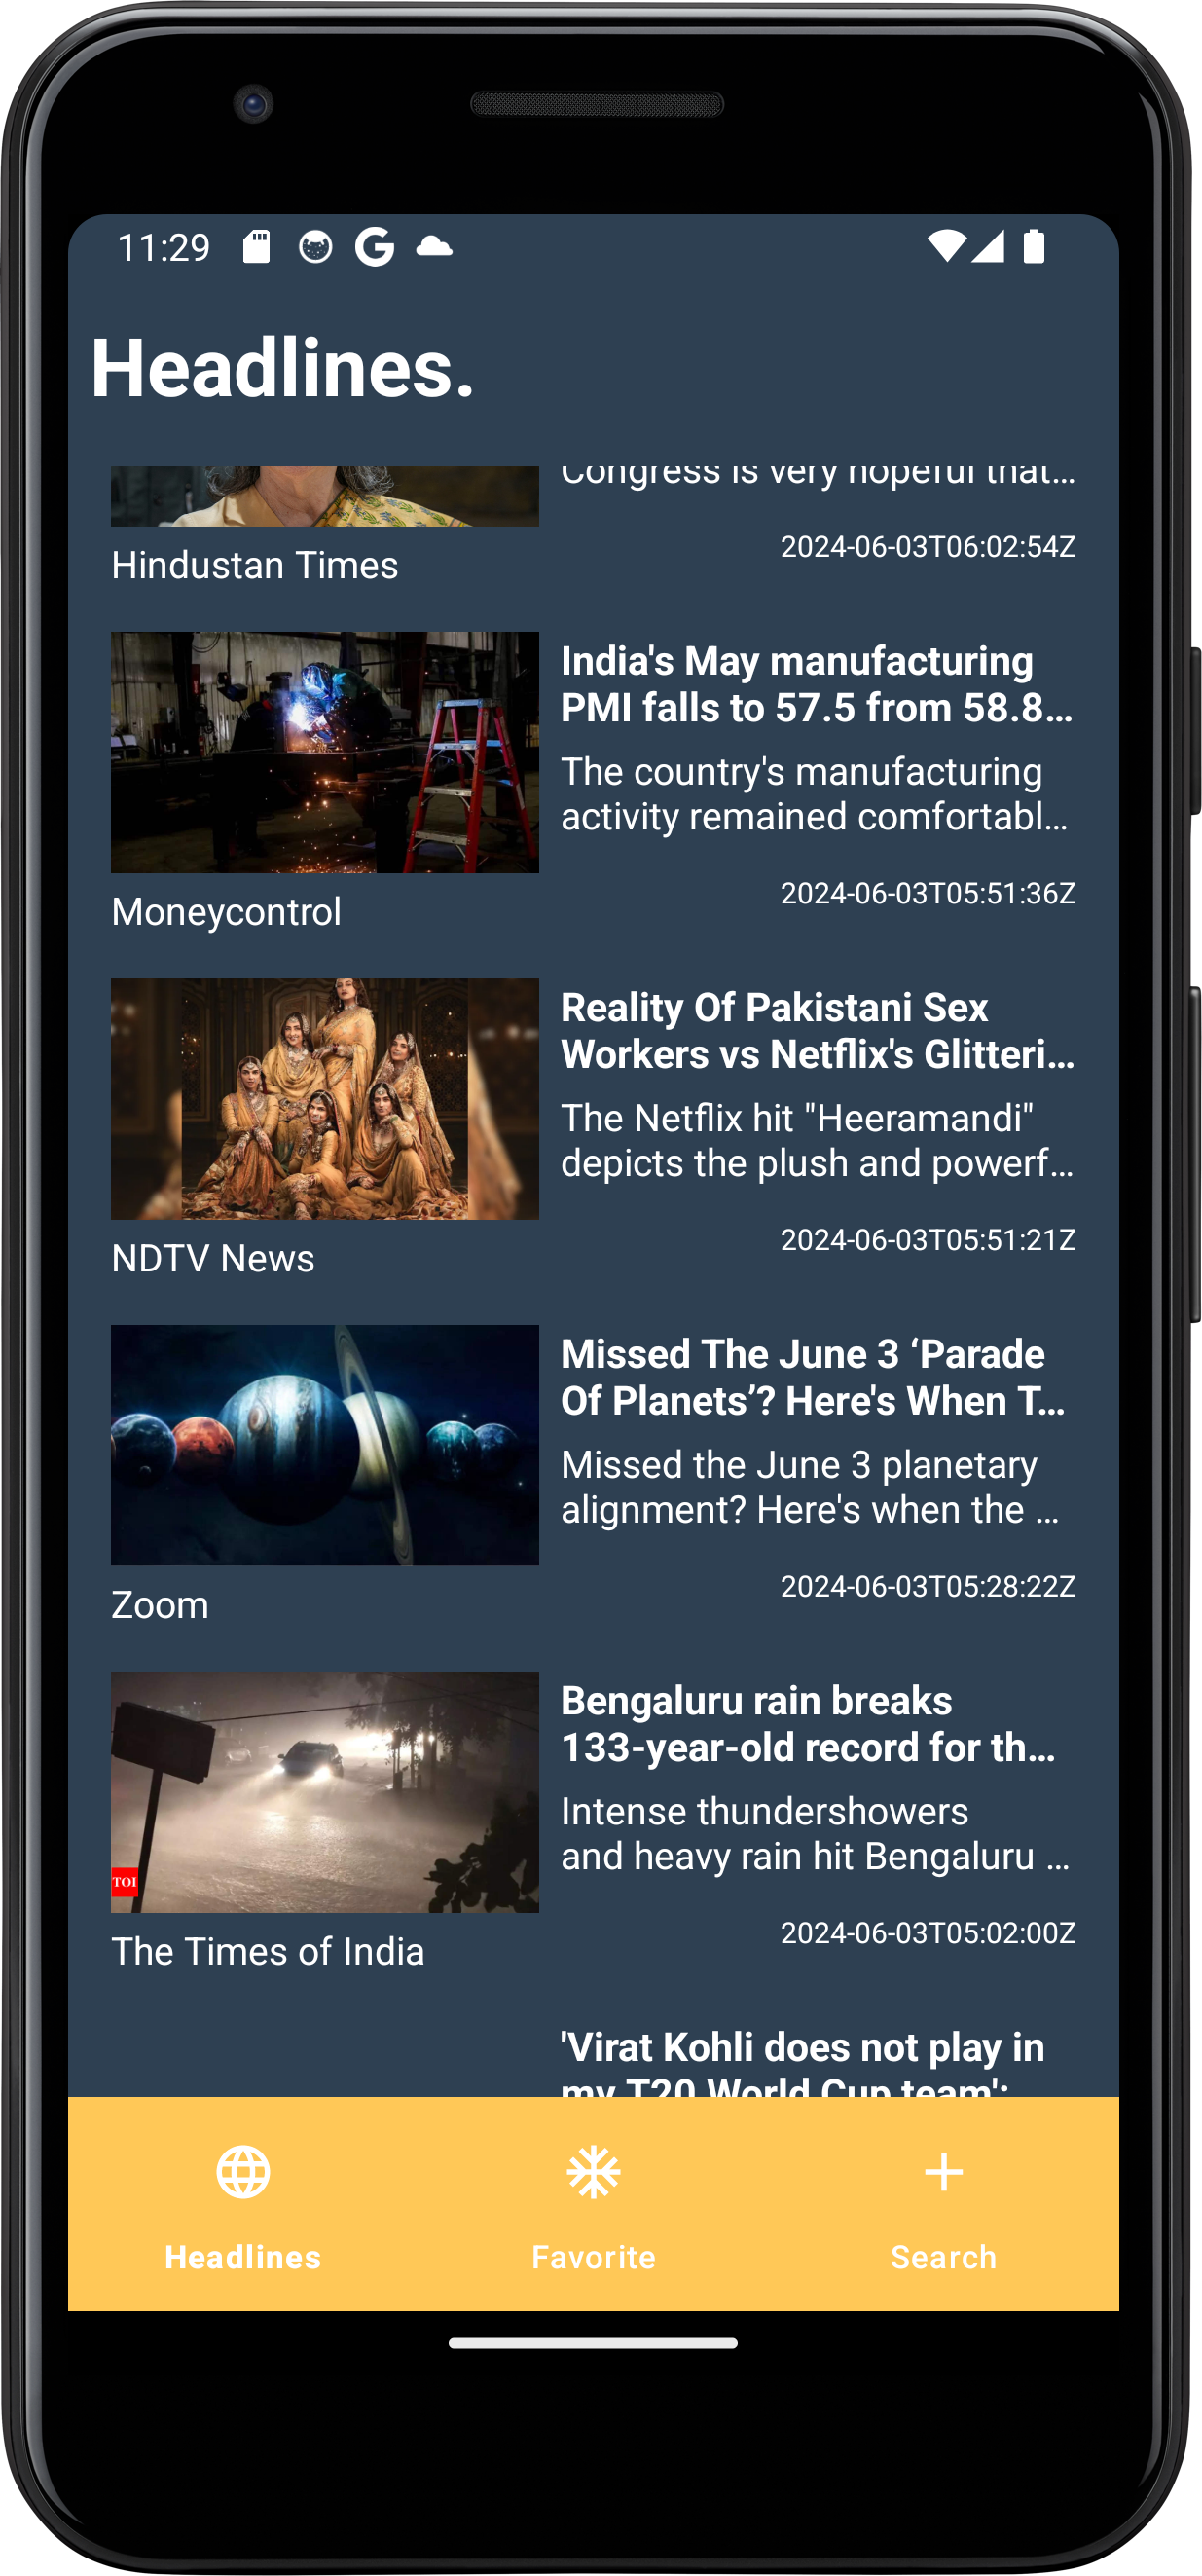 11:29
Headlines.
Congress is very hopeful that...
2024-06-03T06:02:54Z
Hindustan Times
India's May manufacturing
PMI falls to 57.5 from 58.8...
The country's manufacturing
activity remained comfortabl...
2024-06-03T05:51:36Z
Moneycontrol
Reality Of Pakistani Sex
Workers vs Netflix's Glitteri...
The Netflix hit "Heeramandi"
depicts the plush and powerf...
2024-06-03T05:51:21Z
NDTV News
Missed The June 3 ‘Parade
Of Planets’? Here's When T...
Missed the June 3 planetary
alignment? Here's when the ...
2024-06-03T05:28:22Z
Zoom
Bengaluru rain breaks
133-year-old record for th...
Intense thundershowers
and heavy rain hit Bengaluru ...
2024-06-03T05:02:00Z
TOI
The Times of India
'Virat Kohli does not play in
my T20 World Cup team':
Headlines
Favorite
Search